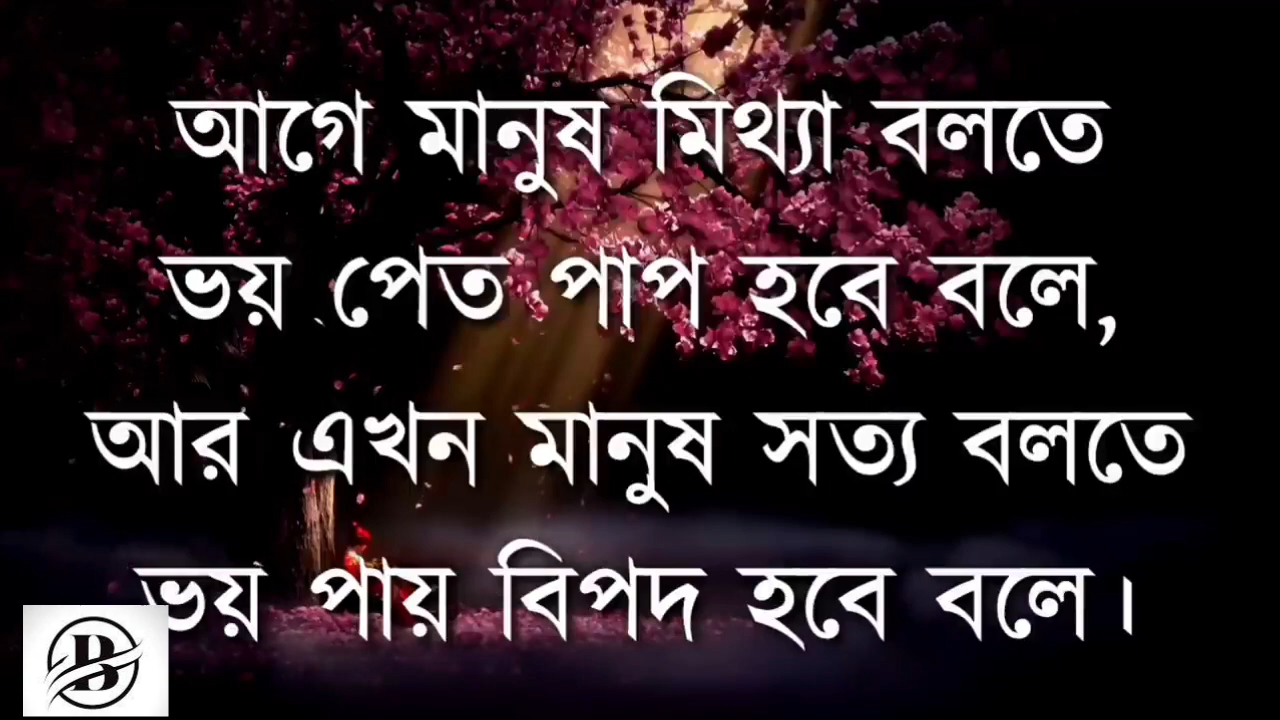 আগে মানুষ মিথ্যা বলতে
ভয় পেত পাপ হবে বলে,
আর এখন মানুষ সত্য বলতে
ভয় পায় বিপদ হবে বলে।
B